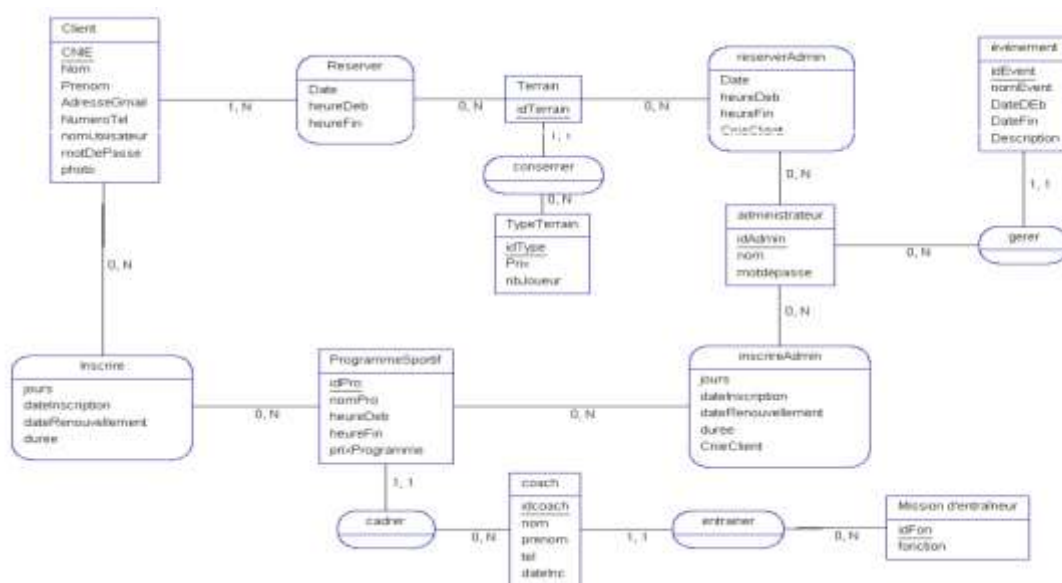 Client
CNIE
Nom
Prenom
AdresseGmail
NumeroTel
nomUtilisateur
motDePasse
photo
1, N
Reserver
Date
heureDeb
heureFin
0, N
Terrain
idTerrain
0, N
reserverAdmin
Date
heureDeb
heureFin
CnieClient
évènement
idEvent
nomEvent
DateDEb
DateFin
Description
1, 1
conserner
0, N
TypeTerrain
idType
Prix
nbJoueur
0, N
administrateur
idAdmin
nom
motdepasse
0, N
gerer
1, 1
0, N
0, N
Inscrire
jours
dateInscription
dateRenouvellement
duree
0, N
ProgrammeSportif
idPro
nomPro
heureDeb
heureFin
prixProgramme
0, N
inscrireAdmin
jours
dateInscription
dateRenouvellement
duree
CnieClient
1, 1
cadrer
0, N
coach
idcoach
nom
prenom
tel
dateInc
1, 1
entrainer
0, N
Mission d'entraîneur
idFon
fonction